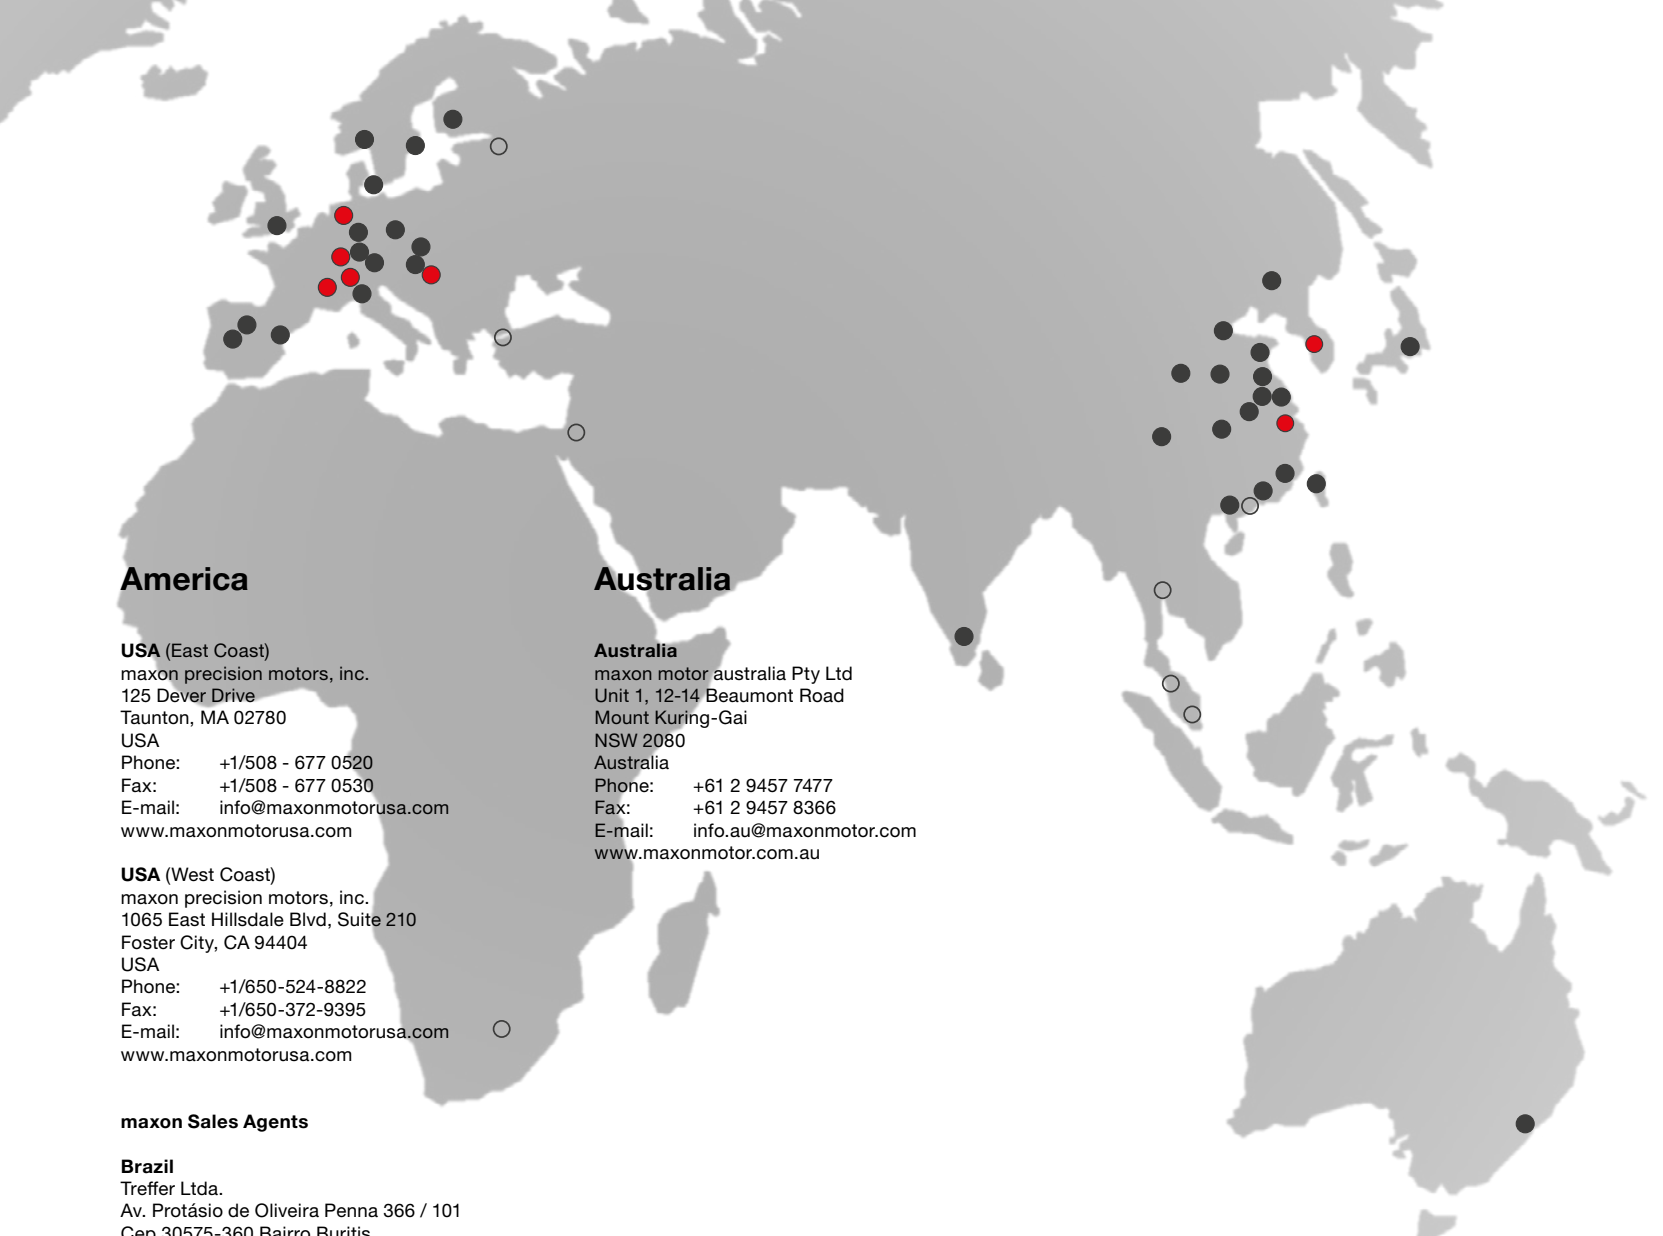 America
USA (East Coast)
maxon precision motors, inc.
125 Dever Drive
Taunton, MA 02780
USA
Phone: +1/508 - 677 0520
Fax: +1/508 - 677 0530
E-mail: info@maxonmotorusa.com
www.maxonmotorusa.com
USA (West Coast)
maxon precision motors, inc.
1065 East Hillsdale Blvd, Suite 210
Foster City, CA 94404
USA
Phone: +1/650-524-8822
Fax: +1/650-372-9395
E-mail: info@maxonmotorusa.com
www.maxonmotorusa.com
maxon Sales Agents
Brazil
Treffer Ltda.
Av. Protásio de Oliveira Penna 366 / 101
Cep 30575-360 Bairro Buritis
Australia
Australia
maxon motor australia Pty Ltd
Unit 1, 12-14 Beaumont Road
Mount Kuring-Gai
NSW 2080
Australia
Phone: +61 2 9457 7477
Fax: +61 2 9457 8366
E-mail: info.au@maxonmotor.com
www.maxonmotor.com.au